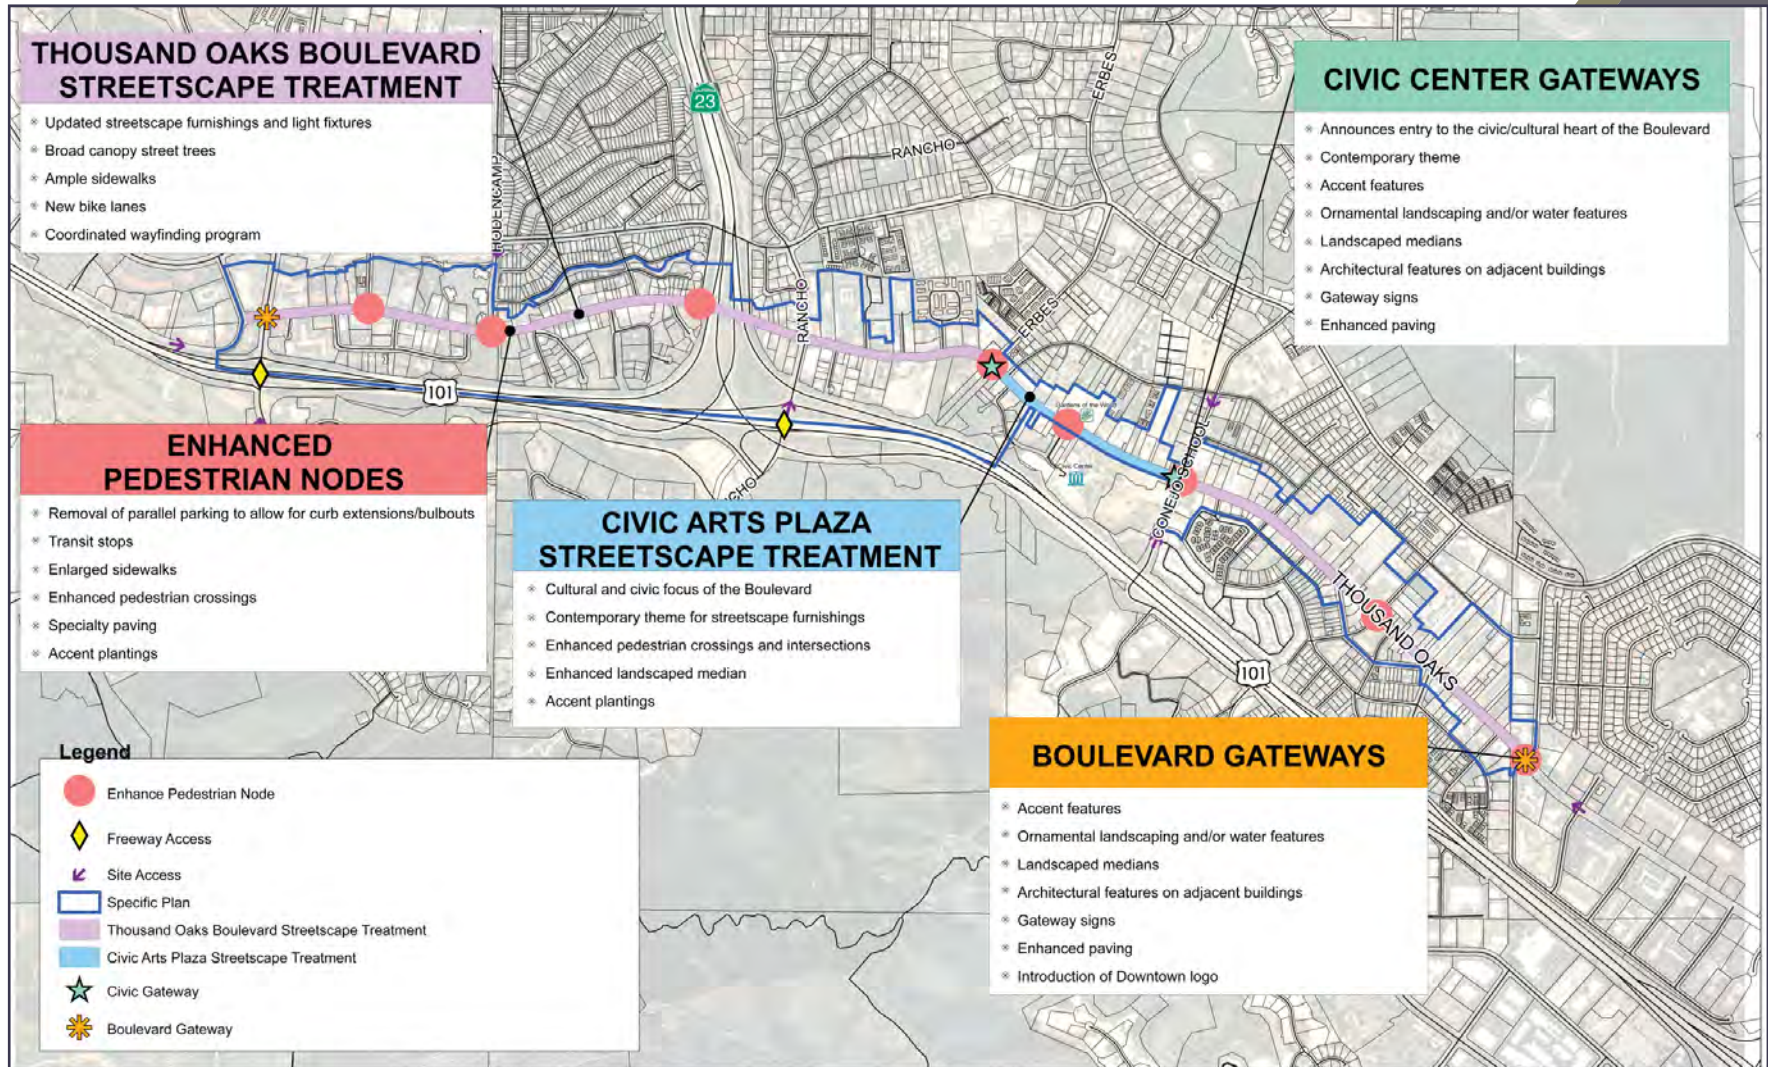 THOUSAND OAKS BOULEVARD
STREETSCAPE TREATMENT
Updated streetscape furnishings and light fixtures
Broad canopy street trees
Ample sidewalks
New bike lanes
Coordinated wayfinding program
HODENCAMP
23
RANCHO
ERBES
CIVIC CENTER GATEWAYS
Announces entry to the civic/cultural heart of the Boulevard
Contemporary theme
Accent features
Ornamental landscaping and/or water features
Landscaped medians
Architectural features on adjacent buildings
Gateway signs
Enhanced paving
RANCHO
ERBES
101
Gardens of the World
Civic Center
CONEJO SCHOOL
ENHANCED
PEDESTRIAN NODES
Removal of parallel parking to allow for curb extensions/bulbouts
Transit stops
Enlarged sidewalks
Enhanced pedestrian crossings
Specialty paving
Accent plantings
CHO
CIVIC ARTS PLAZA
STREETSCAPE TREATMENT
Cultural and civic focus of the Boulevard
Contemporary theme for streetscape furnishings
Enhanced pedestrian crossings and intersections
Enhanced landscaped median
Accent plantings
THOUSAND OAKS
101
BOULEVARD GATEWAYS
Accent features
Ornamental landscaping and/or water features
Landscaped medians
Architectural features on adjacent buildings
Gateway signs
Enhanced paving
Introduction of Downtown logo
Legend
Enhance Pedestrian Node
Freeway Access
Site Access
Specific Plan
Thousand Oaks Boulevard Streetscape Treatment
Civic Arts Plaza Streetscape Treatment
Civic Gateway
Boulevard Gateway